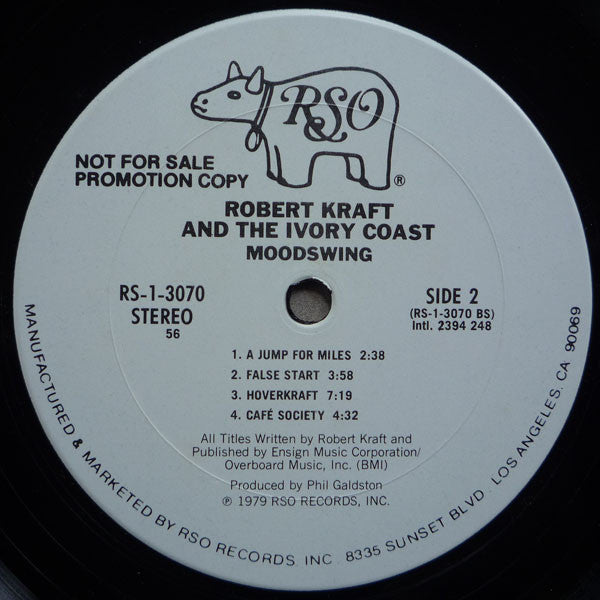 RSO
®
NOT FOR SALE
PROMOTION COPY
ROBERT KRAFT
AND THE IVORY COAST
MOODSWING
RS-1-3070
STEREO
56
SIDE 2
(RS-1-3070 BS)
Intl. 2394 248
1. A JUMP FOR MILES 2:38
2. FALSE START 3:58
3. HOVERKRAFT 7:19
4. CAFÉ SOCIETY 4:32
All Titles Written by Robert Kraft and
Published by Ensign Music Corporation/
Overboard Music, Inc. (BMI)
Produced by Phil Galdston
℗ 1979 RSO RECORDS, INC.
MANUFACTURED & MARKETED BY RSO RECORDS, INC. 8335 SUNSET BLVD. LOS ANGELES, CA 90069